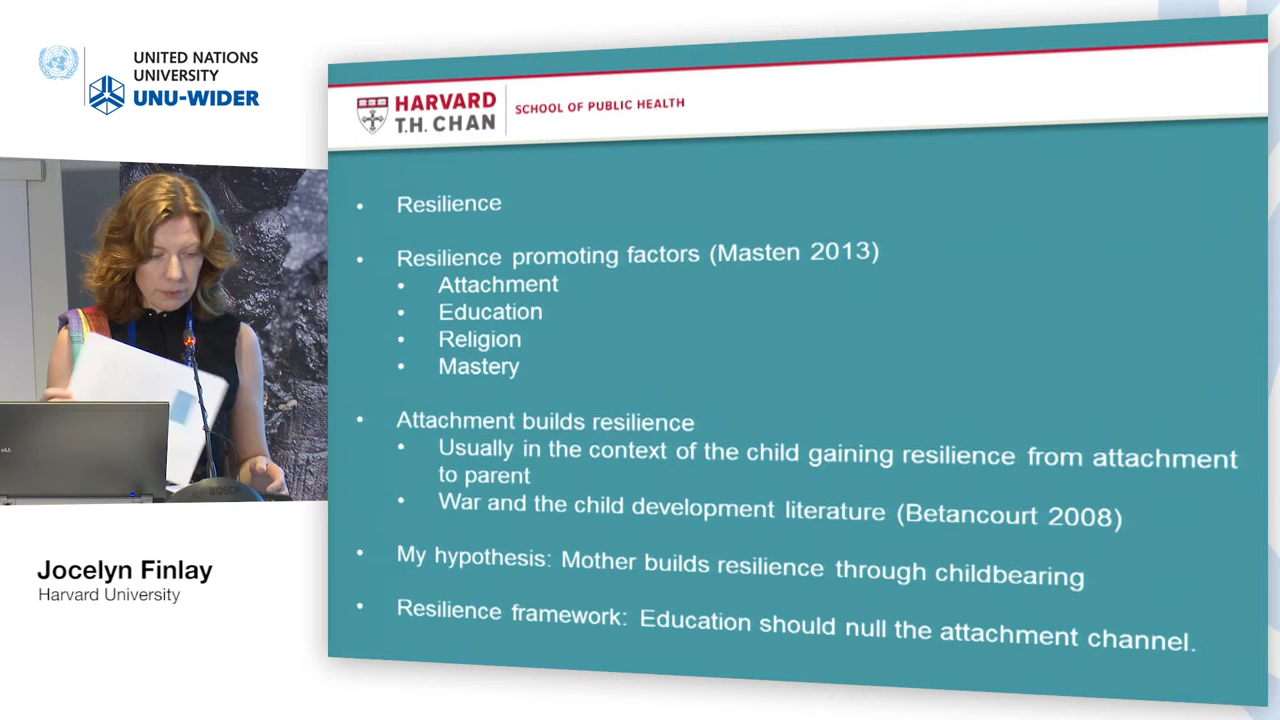 UNITED NATIONS
UNIVERSITY
UNU-WIDER
HARVARD
T.H. CHAN
SCHOOL OF PUBLIC HEALTH
• Resilience
• Resilience promoting factors (Masten 2013)
• Attachment
• Education
• Religion
• Mastery
• Attachment builds resilience
• Usually in the context of the child gaining resilience from attachment
to parent
• War and the child development literature (Betancourt 2008)
• My hypothesis: Mother builds resilience through childbearing
• Resilience framework: Education should null the attachment channel.
BOSCH
Jocelyn Finlay
Harvard University